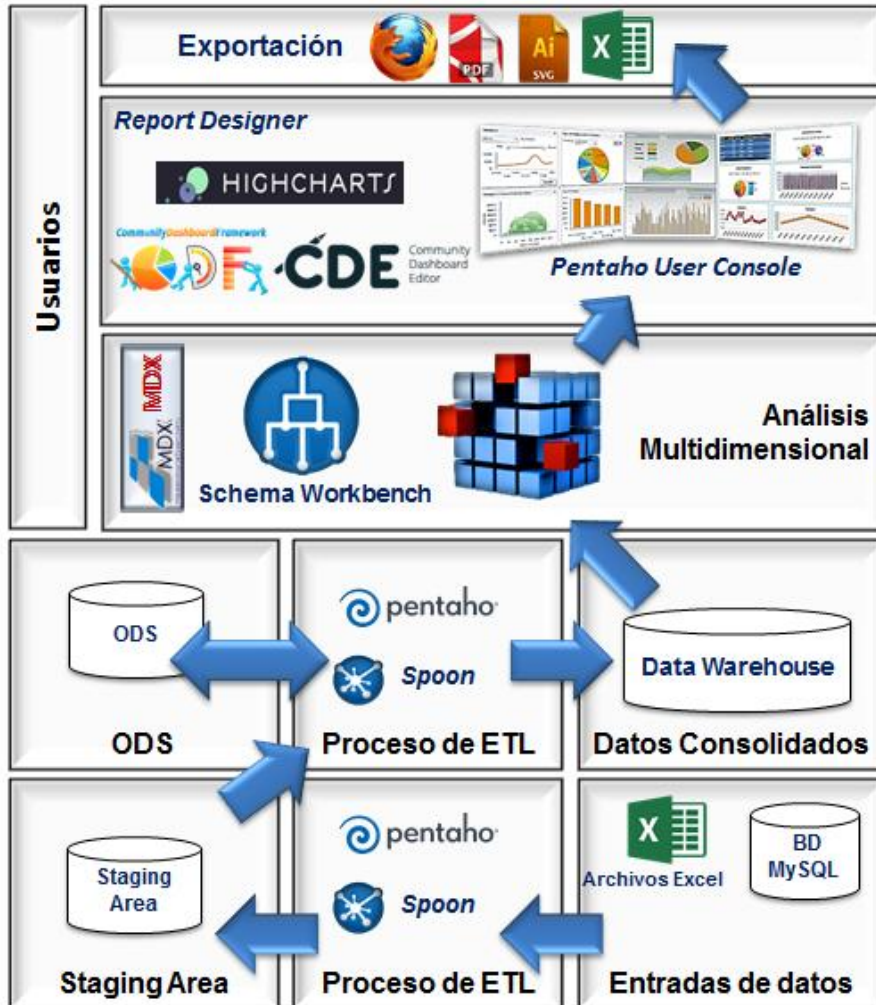 Exportación
PDF
Ai
SVG
X
Usuarios
Report Designer
HIGHCHARTS
CommunityDashboardFramework
CDF
CDE
Community
Dashboard
Editor
Pentaho User Console
MDX
MDX
Schema Workbench
Análisis
Multidimensional
ODS
pentaho
Spoon
Data Warehouse
ODS
Proceso de ETL
Datos Consolidados
Staging
Area
pentaho
Spoon
X
Archivos Excel
BD
MySQL
Staging Area
Proceso de ETL
Entradas de datos